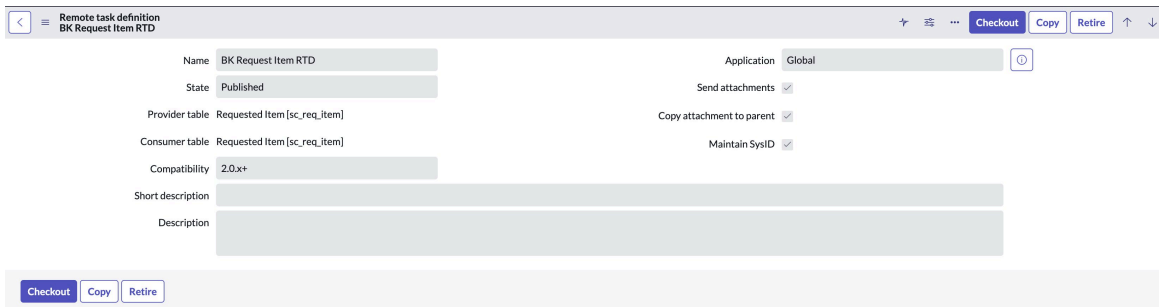 Remote task definition
BK Request Item RTD
Checkout Copy Retire
Name BK Request Item RTD Application Global
State Published Send attachments
Provider table Requested Item [sc_req_item] Copy attachment to parent
Consumer table Requested Item [sc_req_item] Maintain SysID
Compatibility 2.0.x+
Short description
Description
Checkout Copy Retire